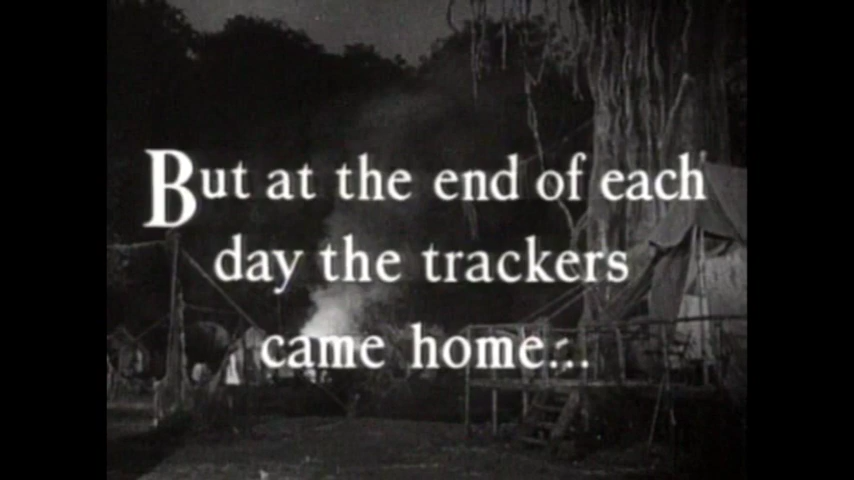 But at the end of each
day the trackers
came home...